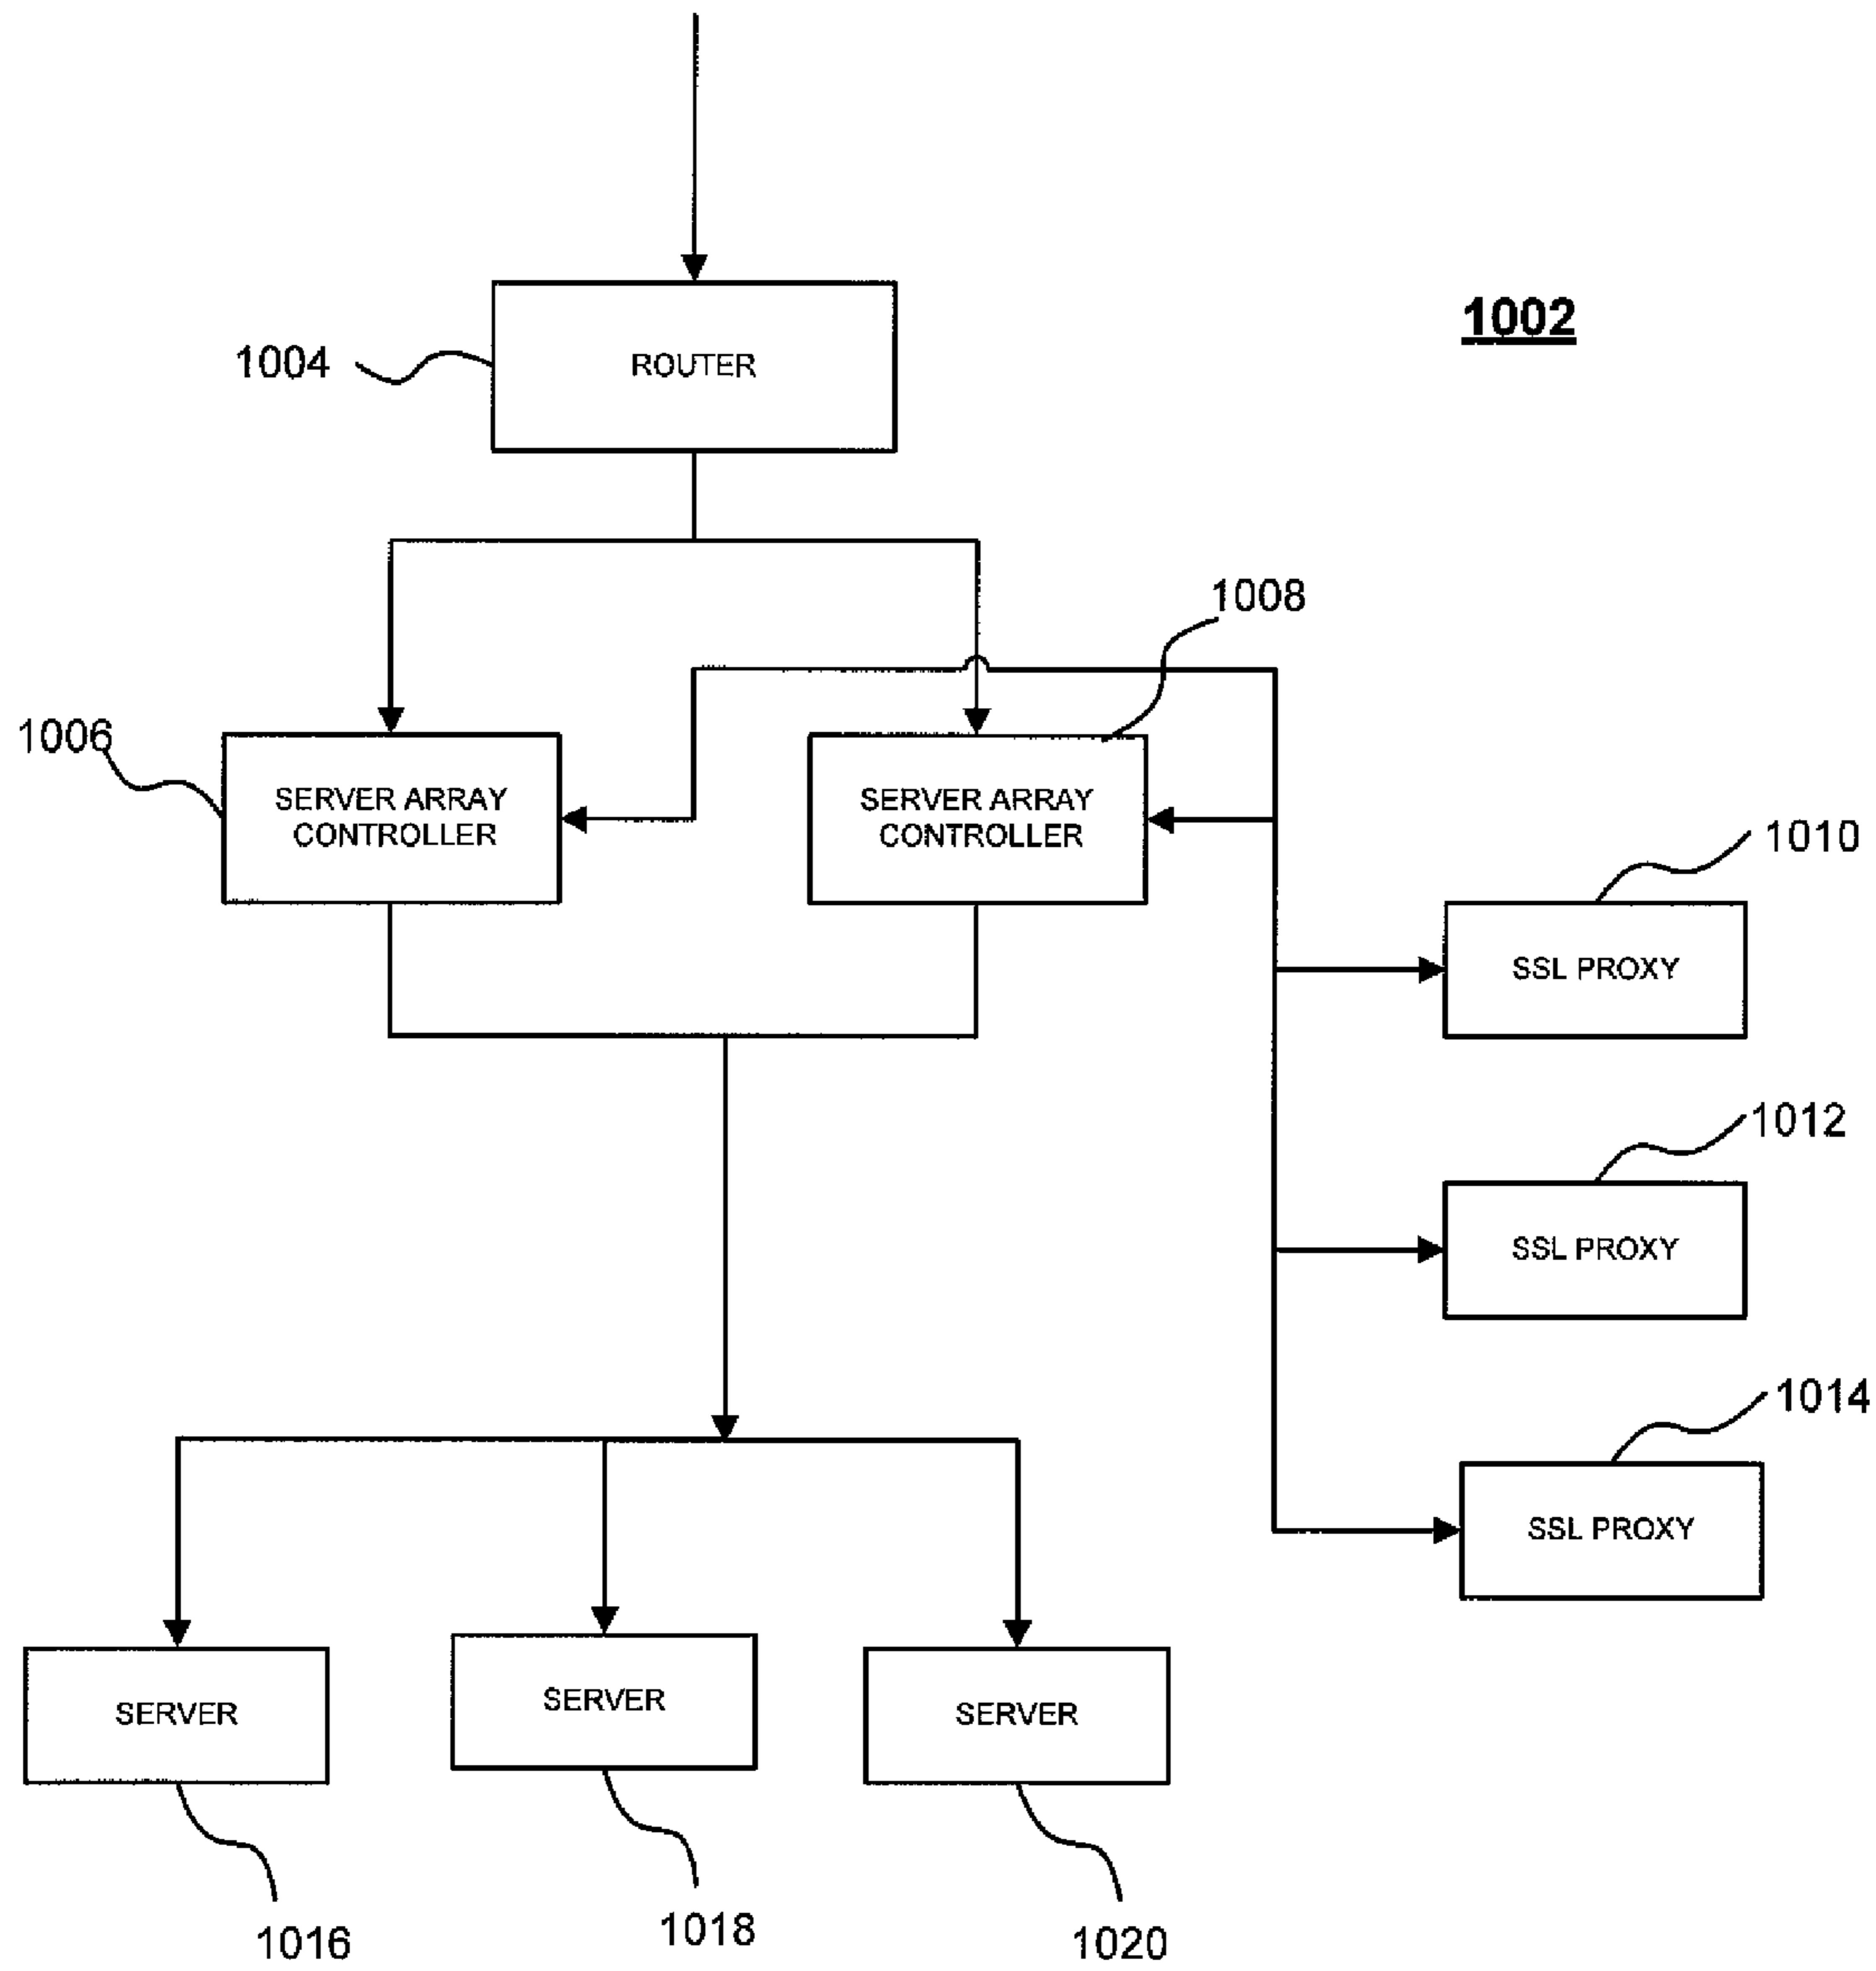 1002
1004
ROUTER
1008
1006
SERVER ARRAY
CONTROLLER
SERVER ARRAY
CONTROLLER
1010
SSL PROXY
1012
SSL PROXY
1014
SSL PROXY
SERVER
SERVER
SERVER
1016
1018
1020